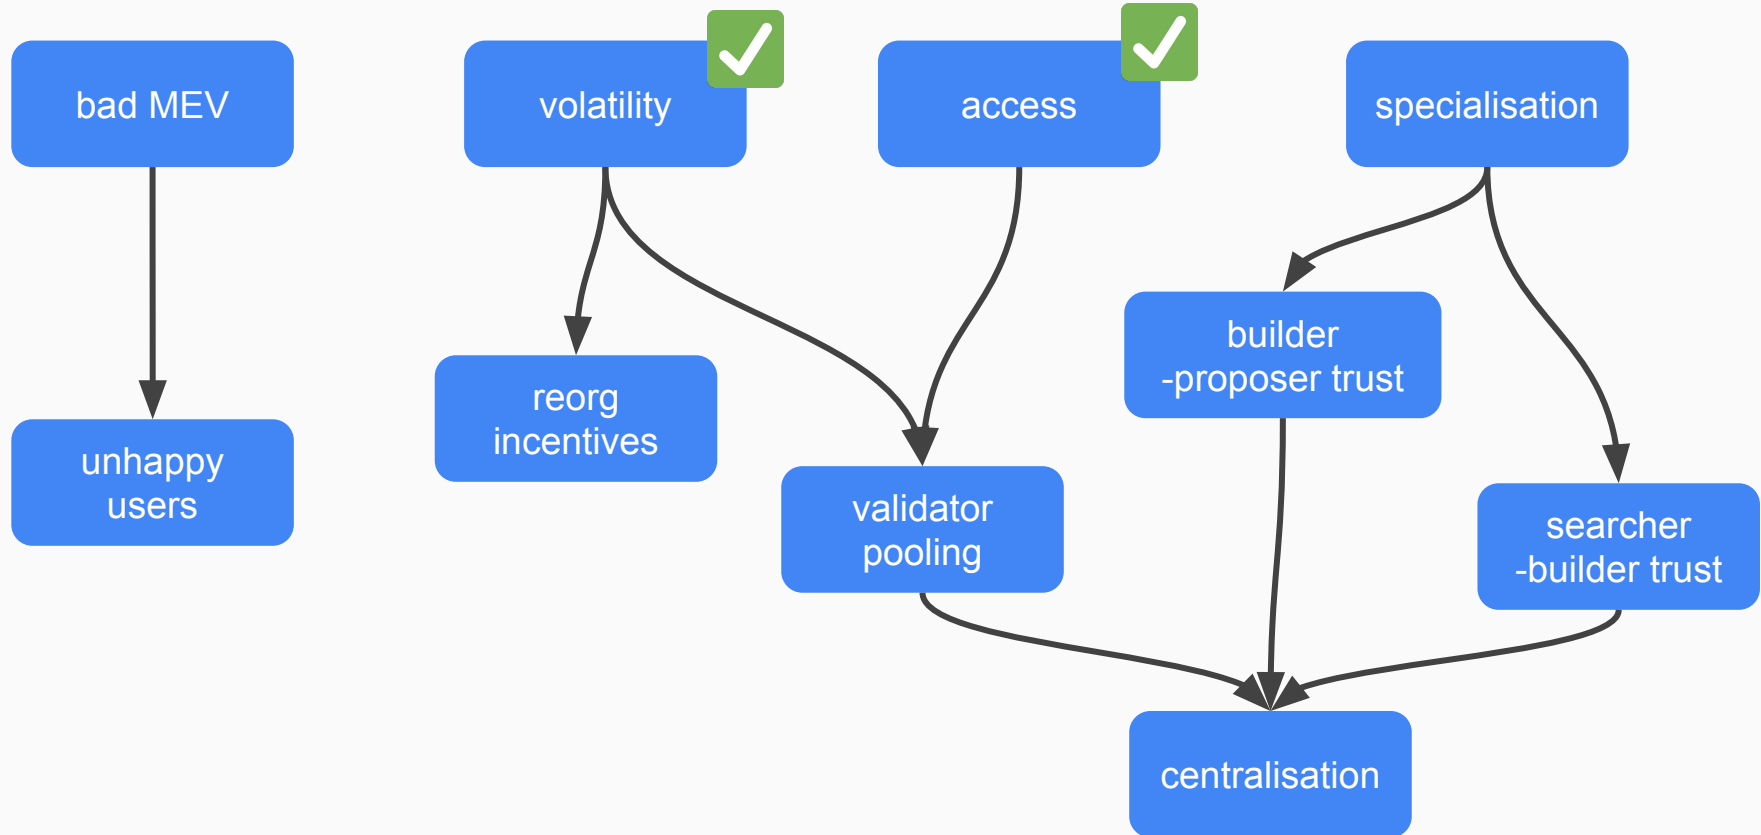 bad MEV
volatility
access
specialisation
builder
-proposer trust
reorg
incentives
unhappy
users
validator
pooling
searcher
-builder trust
centralisation